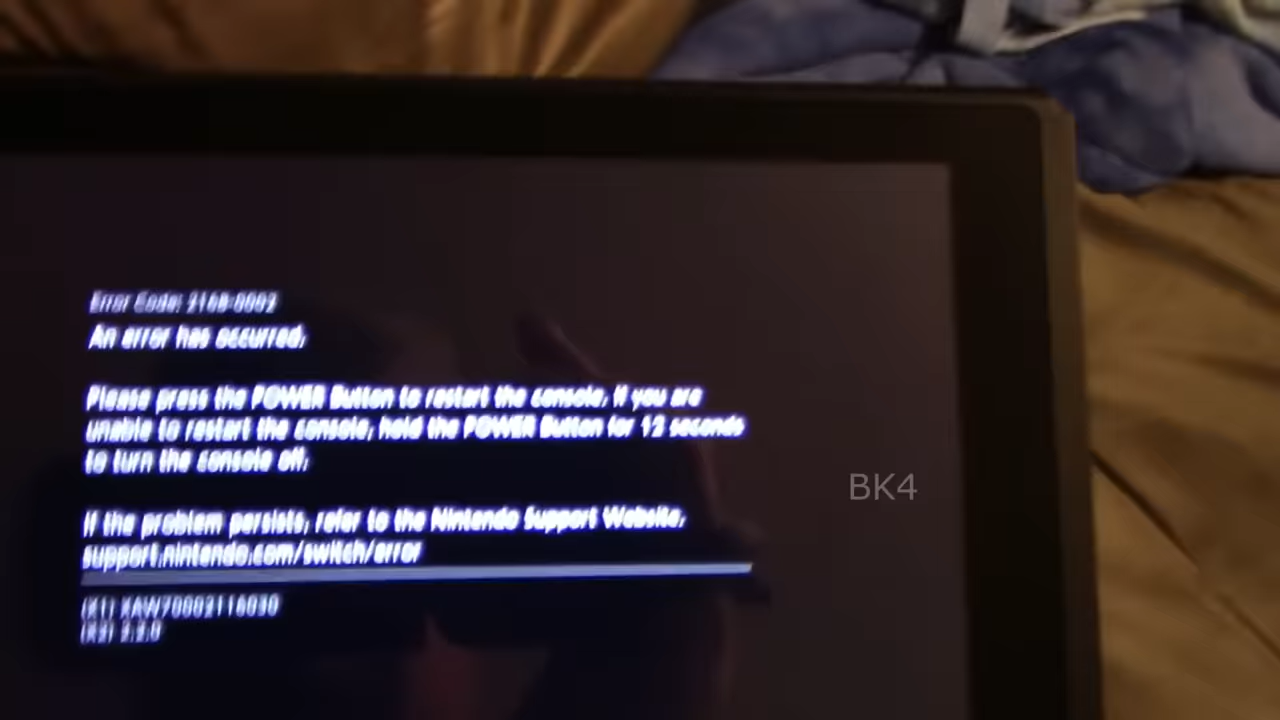 Error Code: 2168-0002
An error has occurred.
Please press the POWER Button to restart the console. If you are
unable to restart the console, hold the POWER Button for 12 seconds
to turn the console off.
If the problem persists, refer to the Nintendo Support Website.
support.nintendo.com/switch/error
BK4